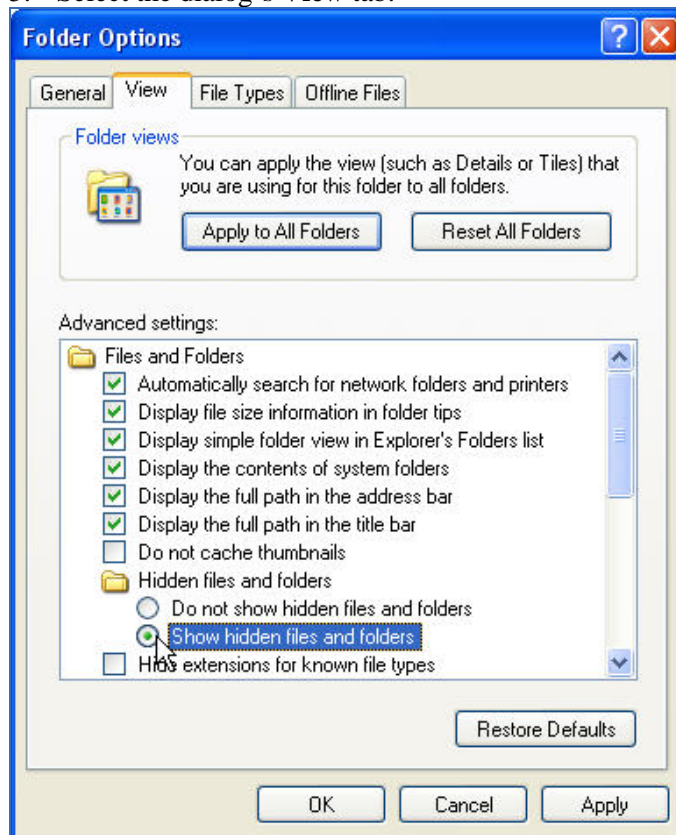 Select the dialog's View tab.
Folder Options
General View File Types Offline Files
Folder views
You can apply the view (such as Details or Tiles) that
you are using for this folder to all folders.
Apply to All Folders Reset All Folders
Advanced settings:
Files and Folders
Automatically search for network folders and printers
Display file size information in folder tips
Display simple folder view in Explorer's Folders list
Display the contents of system folders
Display the full path in the address bar
Display the full path in the title bar
Do not cache thumbnails
Hidden files and folders
Do not show hidden files and folders
Show hidden files and folders
Hide extensions for known file types
Restore Defaults
OK Cancel Apply